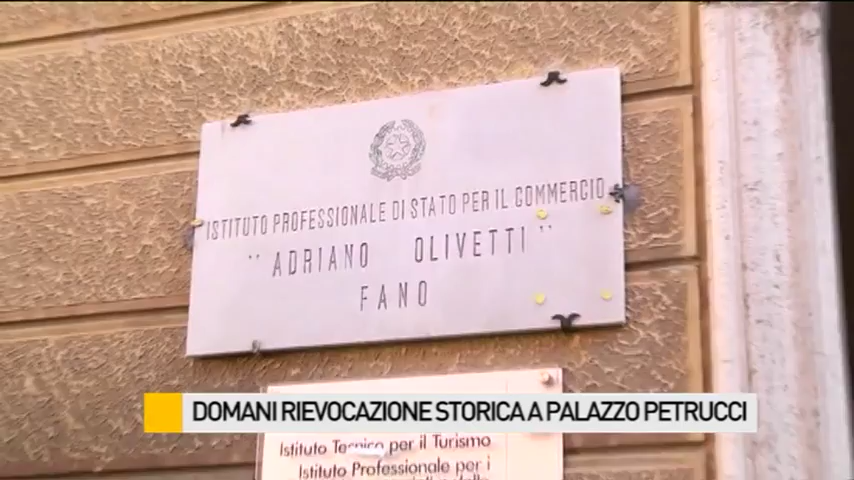 ISTITUTO PROFESSIONALE DI STATO PER IL COMMERCIO
"ADRIANO OLIVETTI"
FANO
DOMANI RIEVOCAZIONE STORICA A PALAZZO PETRUCCI
Istituto Tecnico per il Turismo
Istituto Professionale per i